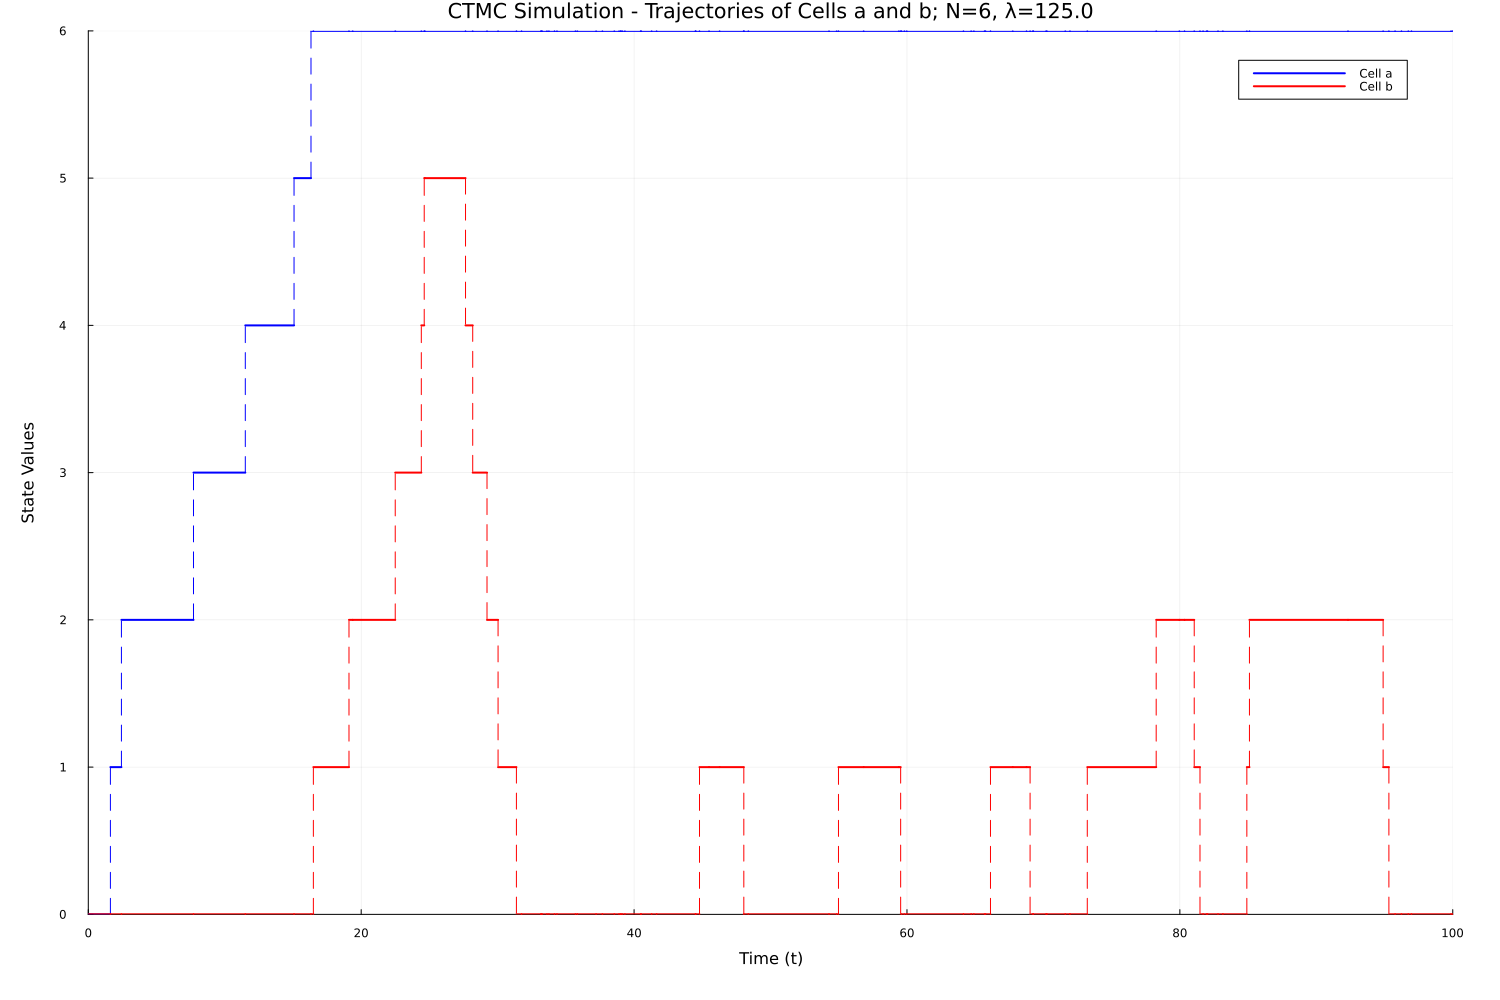 CTMC Simulation - Trajectories of Cells a and b; N=6, λ=125.0
6
5
4
3
2
1
0
State Values
Cell a
Cell b
0 20 40 60 80 100
Time (t)